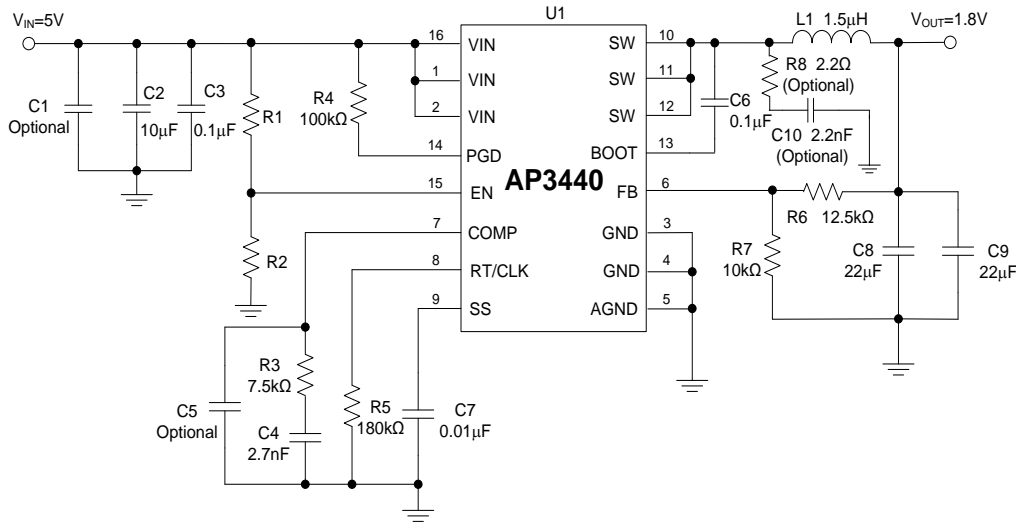 U1
V_IN=5V
L1 1.5μH
V_OUT=1.8V
16 VIN
1 VIN
2 VIN
14 PGD
15 EN
7 COMP
8 RT/CLK
9 SS
AP3440
SW 10
SW 11
SW 12
BOOT 13
FB 6
GND 3
GND 4
AGND 5
C1
Optional
C2
10μF
C3
0.1μF
R1
R4
100kΩ
R2
R8 2.2Ω
(Optional)
C6
0.1μF
C10 2.2nF
(Optional)
R6 12.5kΩ
R7
10kΩ
C8
22μF
C9
22μF
R3
7.5kΩ
C5
Optional
C4
2.7nF
R5
180kΩ
C7
0.01μF